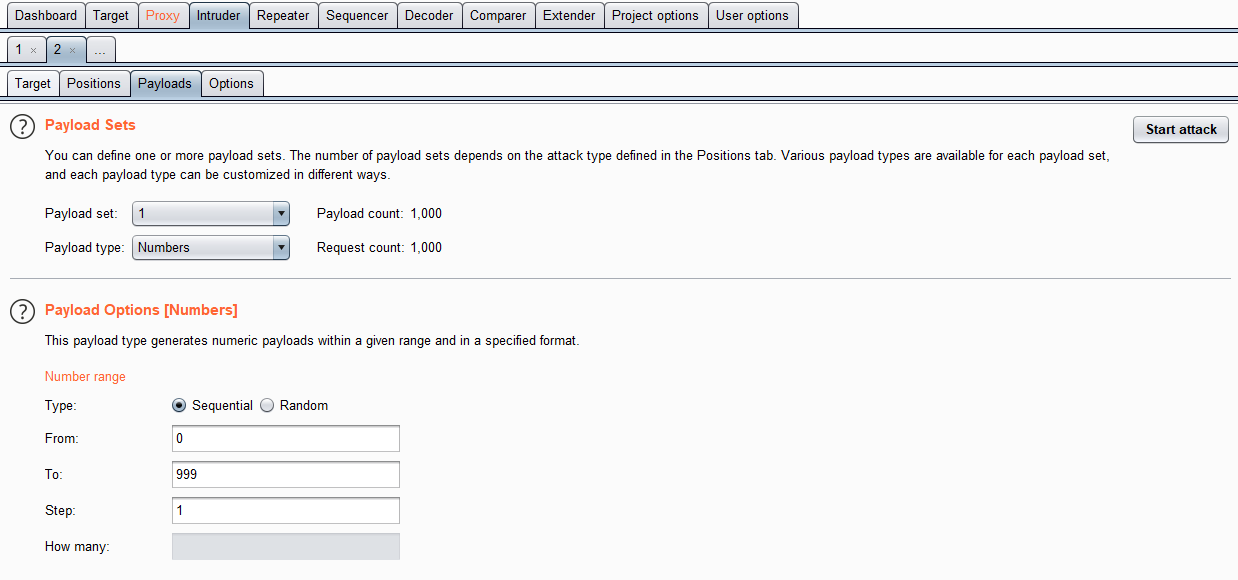 Dashboard Target Proxy Intruder Repeater Sequencer Decoder Comparer Extender Project options User options
1 × 2 × ...
Target Positions Payloads Options
? Payload Sets
Start attack
You can define one or more payload sets. The number of payload sets depends on the attack type defined in the Positions tab. Various payload types are available for each payload set,
and each payload type can be customized in different ways.
Payload set: 1 Payload count: 1,000
Payload type: Numbers Request count: 1,000
? Payload Options [Numbers]
This payload type generates numeric payloads within a given range and in a specified format.
Number range
Type: Sequential Random
From: 0
To: 999
Step: 1
How many: